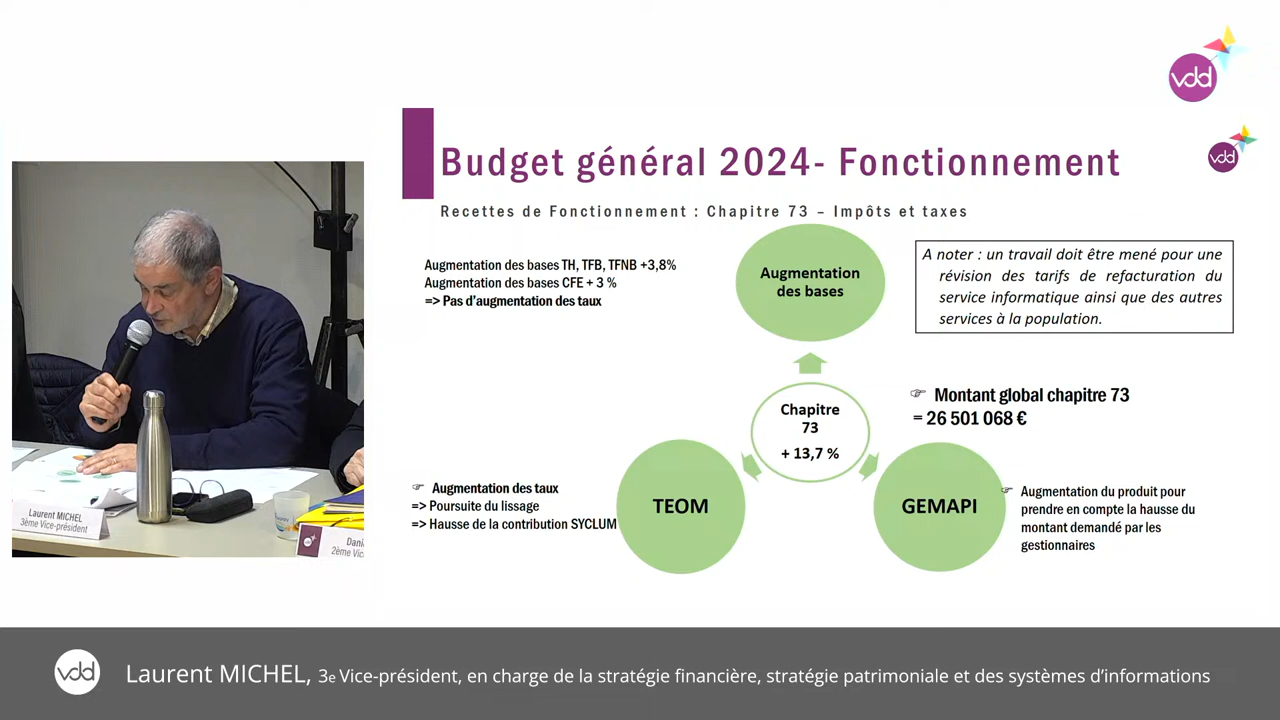 vdd
vdd
Budget général 2024- Fonctionnement
Recettes de Fonctionnement : Chapitre 73 – Impôts et taxes
Augmentation des bases TH, TFB, TFNB +3,8%
Augmentation des bases CFE + 3 %
=> Pas d'augmentation des taux
Augmentation
des bases
A noter : un travail doit être mené pour une
révision des tarifs de refacturation du
service informatique ainsi que des autres
services à la population.
Chapitre
73
+ 13,7 %
☞ Montant global chapitre 73
= 26 501 068 €
☞ Augmentation des taux
=> Poursuite du lissage
=> Hausse de la contribution SYCLUM
TEOM
GEMAPI
☞ Augmentation du produit pour
prendre en compte la hausse du
montant demandé par les
gestionnaires
Laurent MICHEL
3ème Vice-président
2ème Vic
vdd
Laurent MICHEL, 3e Vice-président, en charge de la stratégie financière, stratégie patrimoniale et des systèmes d'informations